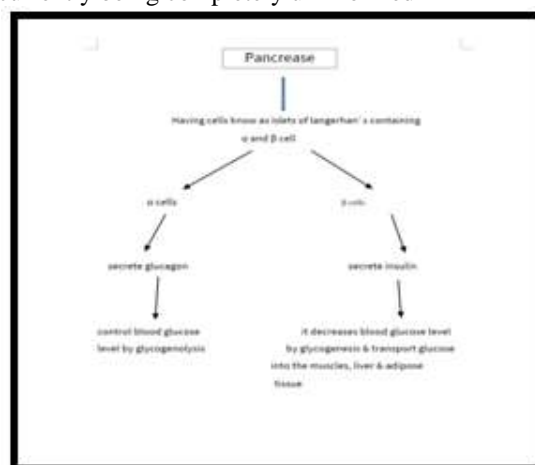 being completely
Pancrease
Having cells know as islets of langerhan's containing
α and β cell
α cells
β cells
secrete glucagon
secrete insulin
control blood glucose
level by glycogenolysis
it decreases blood glucose level
by glycogenesis & transport glucose
into the muscles, liver & adipose
tissue